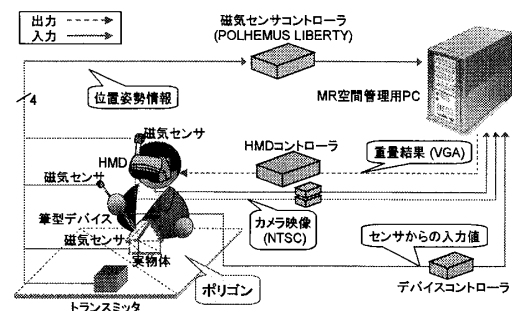 出力
入力
磁気センサコントローラ
(POLHEMUS LIBERTY)
MR空間管理用PC
4
位置姿勢情報
磁気センサ
HMD
磁気センサ
HMDコントローラ
重畳結果 (VGA)
筆型デバイス
カメラ映像
(NTSC)
磁気センサ
実物体
センサからの入力値
ポリゴン
デバイスコントローラ
トランスミッタ